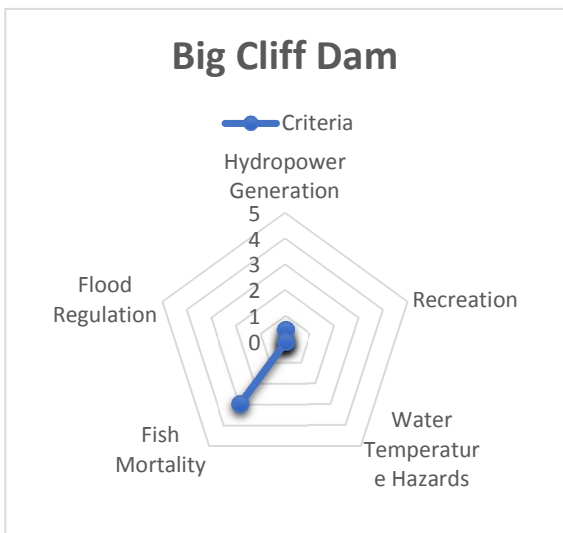 Big Cliff Dam
Criteria
Hydropower
Generation
5
4
3
2
1
0
Recreation
Water
Temperatur
e Hazards
Fish
Mortality
Flood
Regulation